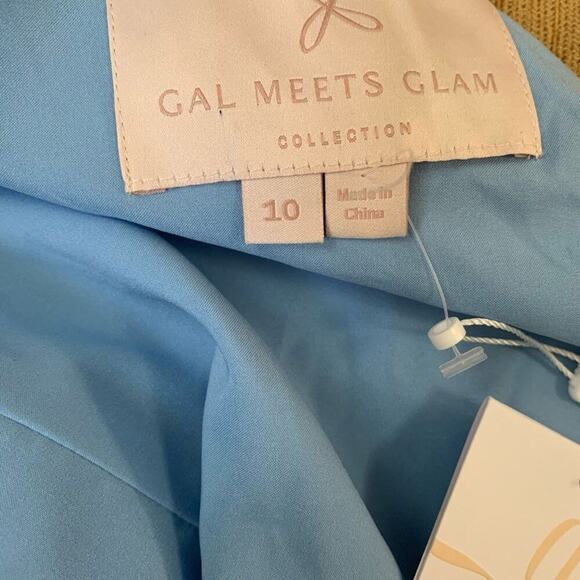 GAL MEETS GLAM
COLLECTION
10
Made in
China